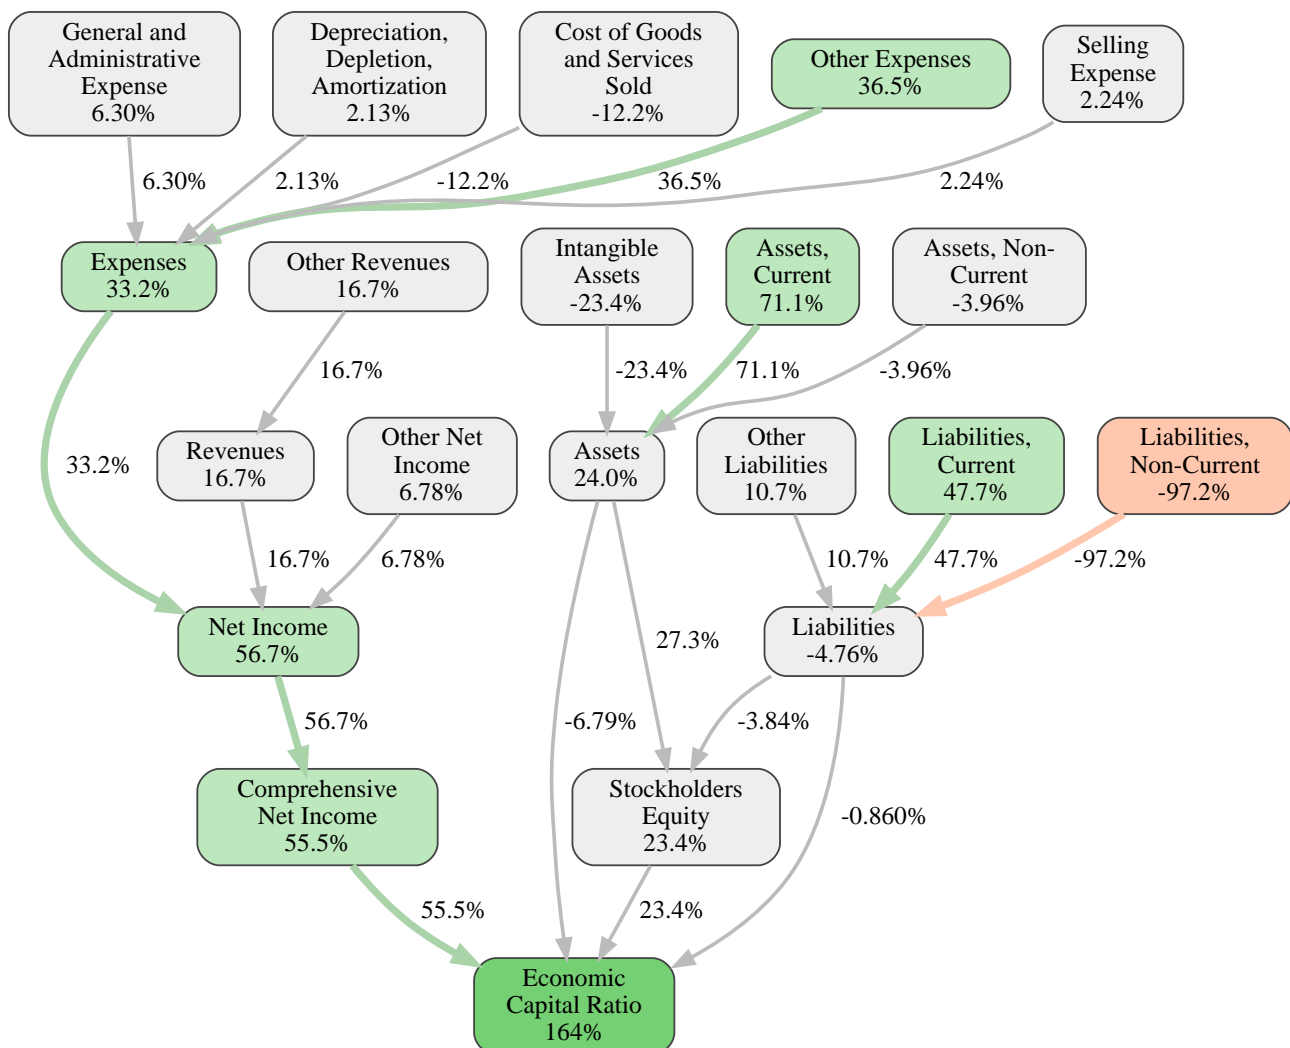 General and
Administrative
Expense
6.30%
Depreciation,
Depletion,
Amortization
2.13%
Cost of Goods
and Services
Sold
-12.2%
Other Expenses
36.5%
Selling
Expense
2.24%
6.30%
2.13%
-12.2%
36.5%
2.24%
Expenses
33.2%
Other Revenues
16.7%
Intangible
Assets
-23.4%
Assets,
Current
71.1%
Assets, Non-
Current
-3.96%
16.7%
-23.4%
71.1%
-3.96%
33.2%
Revenues
16.7%
Other Net
Income
6.78%
Assets
24.0%
Other
Liabilities
10.7%
Liabilities,
Current
47.7%
Liabilities,
Non-Current
-97.2%
16.7%
6.78%
10.7%
47.7%
-97.2%
Net Income
56.7%
27.3%
Liabilities
-4.76%
56.7%
-6.79%
-3.84%
Comprehensive
Net Income
55.5%
Stockholders
Equity
23.4%
-0.860%
55.5%
23.4%
Economic
Capital Ratio
164%